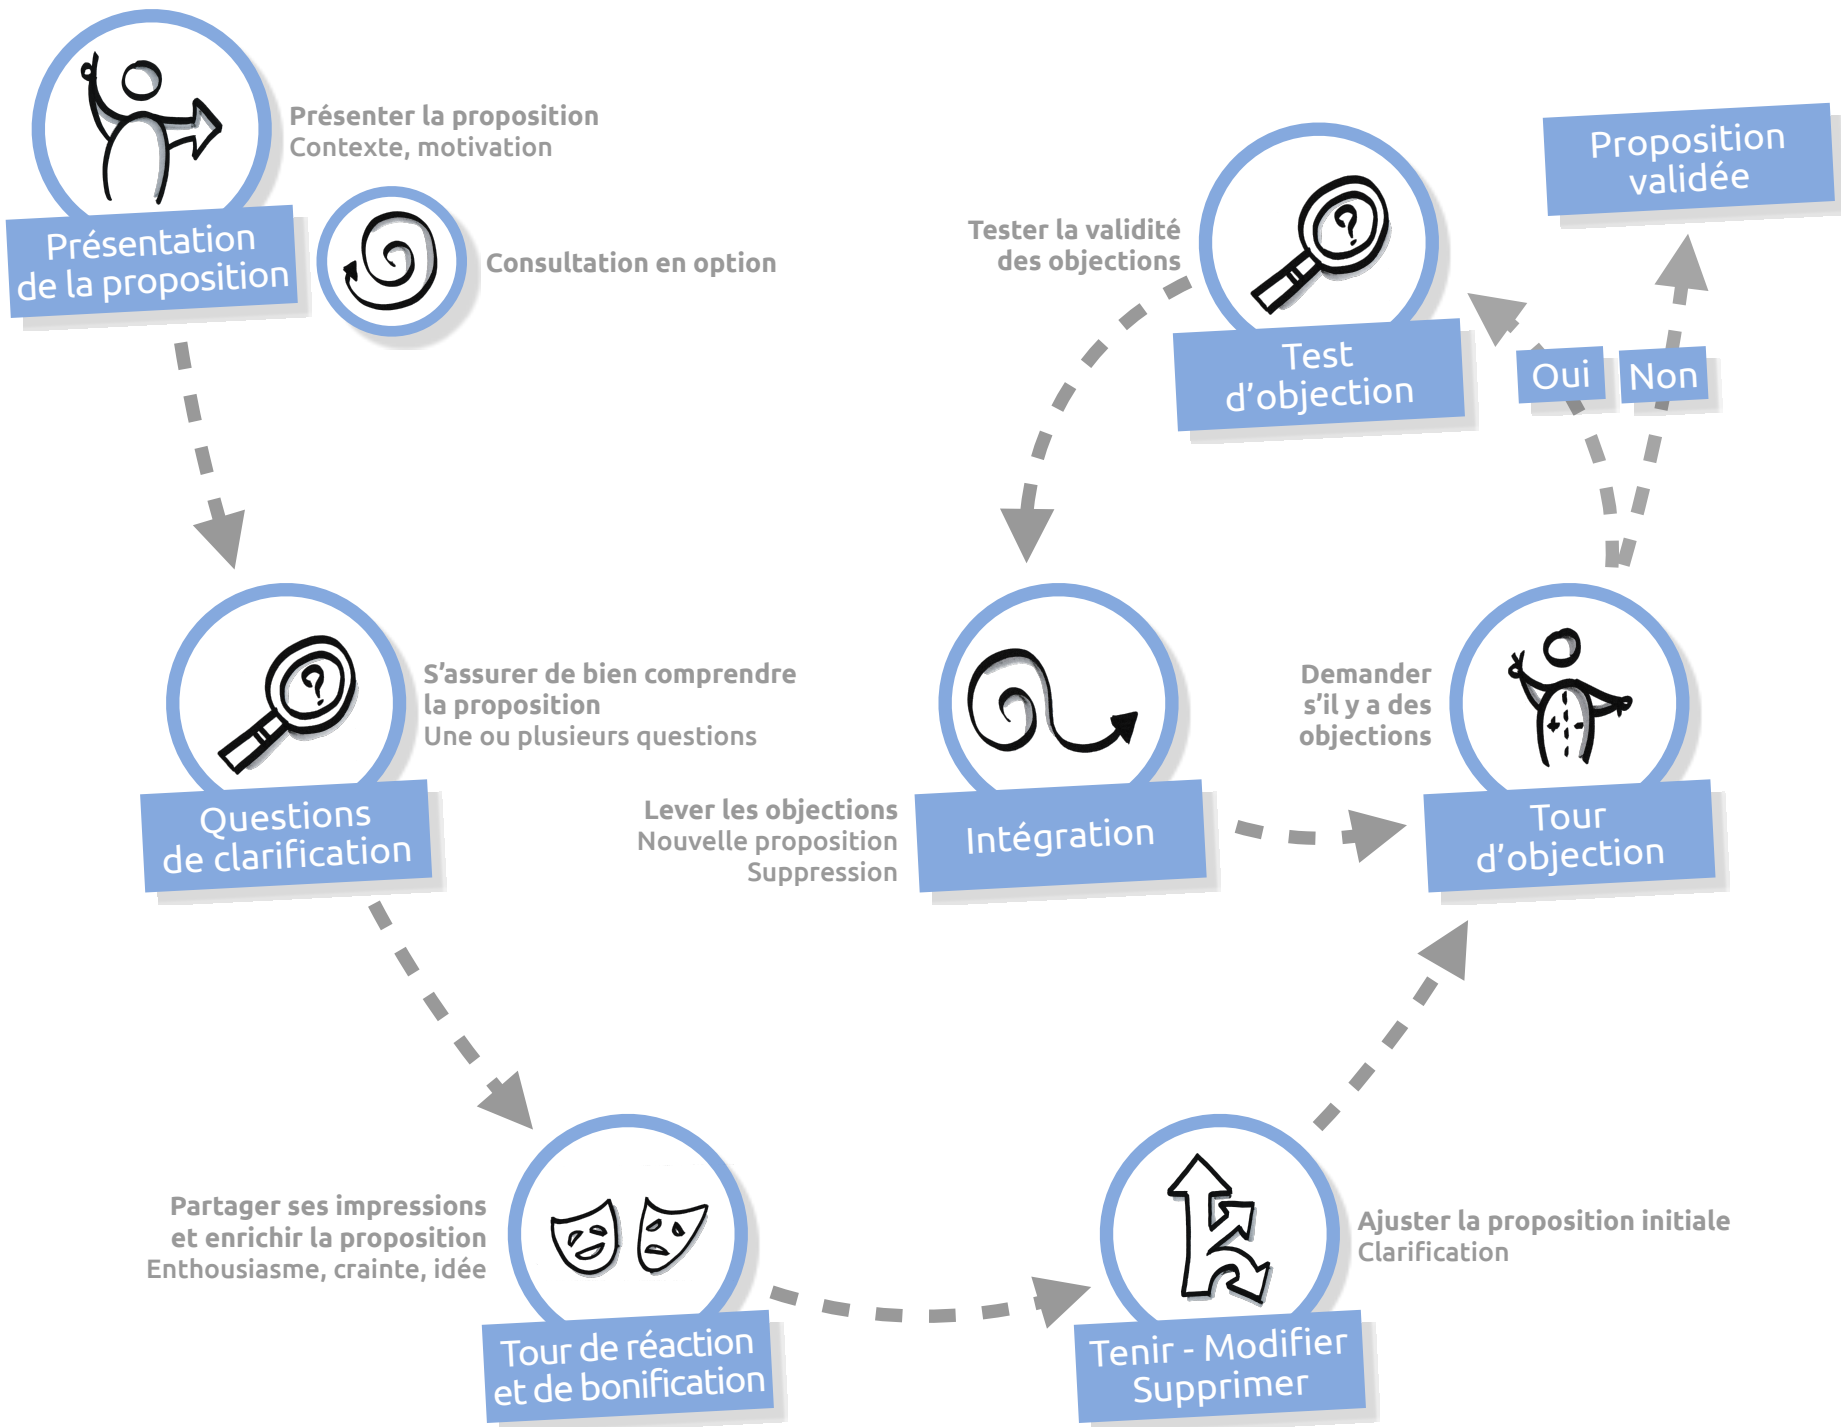 Présenter la proposition
Contexte, motivation
Présentation
de la proposition
Consultation en option
S'assurer de bien comprendre
la proposition
Une ou plusieurs questions
?
Questions
de clarification
Partager ses impressions
et enrichir la proposition
Enthousiasme, crainte, idée
Tour de réaction
et de bonification
Ajuster la proposition initiale
Clarification
Tenir - Modifier
Supprimer
Demander
s'il y a des
objections
Tour
d'objection
Oui
Non
Proposition
validée
Tester la validité
des objections
?
Test
d'objection
Lever les objections
Nouvelle proposition
Suppression
Intégration